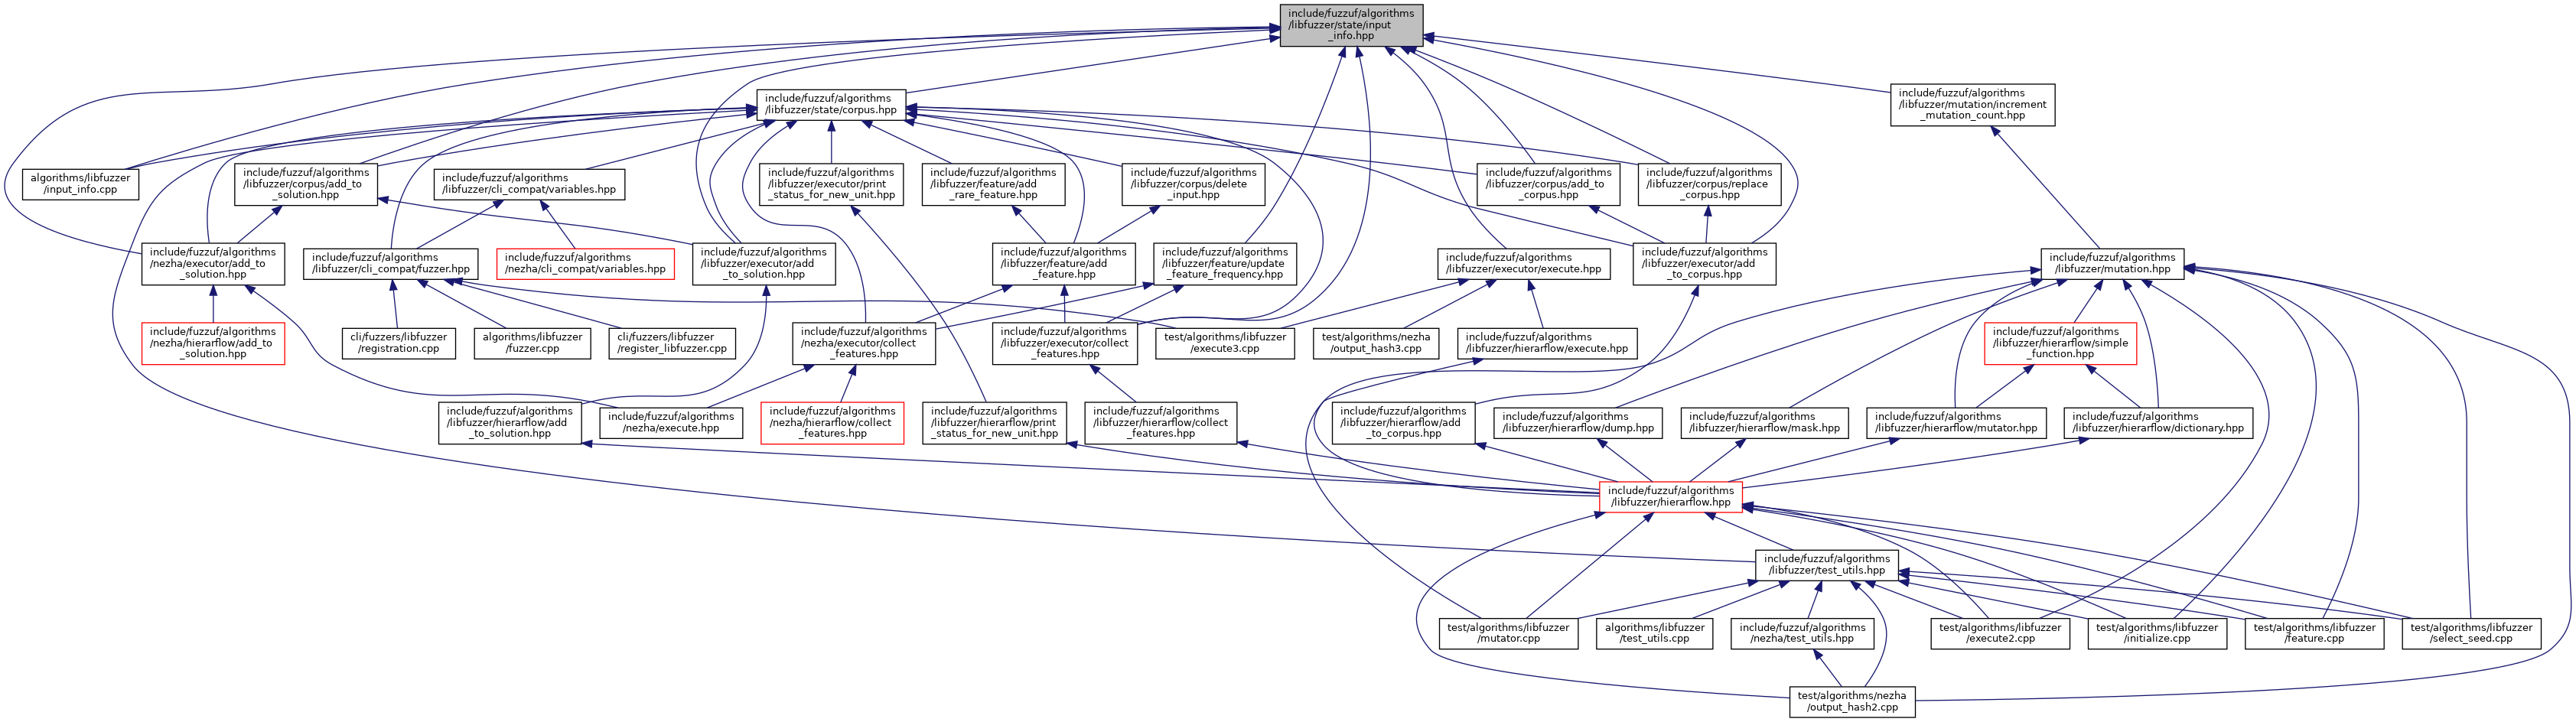 include/fuzzuf/algorithms
/libfuzzer/state/input
_info.hpp
include/fuzzuf/algorithms
/libfuzzer/mutation/increment
_mutation_count.hpp
include/fuzzuf/algorithms
/libfuzzer/state/corpus.hpp
algorithms/libfuzzer
/input_info.cpp
include/fuzzuf/algorithms
/libfuzzer/corpus/add_to
_solution.hpp
include/fuzzuf/algorithms
/libfuzzer/cli_compat/variables.hpp
include/fuzzuf/algorithms
/libfuzzer/executor/print
_status_for_new_unit.hpp
include/fuzzuf/algorithms
/libfuzzer/feature/add
_rare_feature.hpp
include/fuzzuf/algorithms
/libfuzzer/corpus/delete
_input.hpp
include/fuzzuf/algorithms
/libfuzzer/corpus/add_to
_corpus.hpp
include/fuzzuf/algorithms
/libfuzzer/corpus/replace
_corpus.hpp
include/fuzzuf/algorithms
/nezha/executor/add_to
_solution.hpp
include/fuzzuf/algorithms
/libfuzzer/cli_compat/fuzzer.hpp
include/fuzzuf/algorithms
/nezha/cli_compat/variables.hpp
include/fuzzuf/algorithms
/libfuzzer/executor/add
_to_solution.hpp
include/fuzzuf/algorithms
/libfuzzer/feature/add
_feature.hpp
include/fuzzuf/algorithms
/libfuzzer/feature/update
_feature_frequency.hpp
include/fuzzuf/algorithms
/libfuzzer/executor/execute.hpp
include/fuzzuf/algorithms
/libfuzzer/executor/add
_to_corpus.hpp
include/fuzzuf/algorithms
/libfuzzer/mutation.hpp
include/fuzzuf/algorithms
/nezha/hierarflow/add_to
_solution.hpp
cli/fuzzers/libfuzzer
/registration.cpp
algorithms/libfuzzer
/fuzzer.cpp
cli/fuzzers/libfuzzer
/register_libfuzzer.cpp
include/fuzzuf/algorithms
/nezha/executor/collect
_features.hpp
include/fuzzuf/algorithms
/libfuzzer/executor/collect
_features.hpp
test/algorithms/libfuzzer
/execute3.cpp
test/algorithms/nezha
/output_hash3.cpp
include/fuzzuf/algorithms
/libfuzzer/hierarflow/execute.hpp
include/fuzzuf/algorithms
/libfuzzer/hierarflow/simple
_function.hpp
include/fuzzuf/algorithms
/libfuzzer/hierarflow/add
_to_solution.hpp
include/fuzzuf/algorithms
/nezha/execute.hpp
include/fuzzuf/algorithms
/nezha/hierarflow/collect
_features.hpp
include/fuzzuf/algorithms
/libfuzzer/hierarflow/print
_status_for_new_unit.hpp
include/fuzzuf/algorithms
/libfuzzer/hierarflow/collect
_features.hpp
include/fuzzuf/algorithms
/libfuzzer/hierarflow/add
_to_corpus.hpp
include/fuzzuf/algorithms
/libfuzzer/hierarflow/dump.hpp
include/fuzzuf/algorithms
/libfuzzer/hierarflow/mask.hpp
include/fuzzuf/algorithms
/libfuzzer/hierarflow/mutator.hpp
include/fuzzuf/algorithms
/libfuzzer/hierarflow/dictionary.hpp
include/fuzzuf/algorithms
/libfuzzer/hierarflow.hpp
include/fuzzuf/algorithms
/libfuzzer/test_utils.hpp
test/algorithms/libfuzzer
/mutator.cpp
algorithms/libfuzzer
/test_utils.cpp
include/fuzzuf/algorithms
/nezha/test_utils.hpp
test/algorithms/libfuzzer
/execute2.cpp
test/algorithms/libfuzzer
/initialize.cpp
test/algorithms/libfuzzer
/feature.cpp
test/algorithms/libfuzzer
/select_seed.cpp
test/algorithms/nezha
/output_hash2.cpp